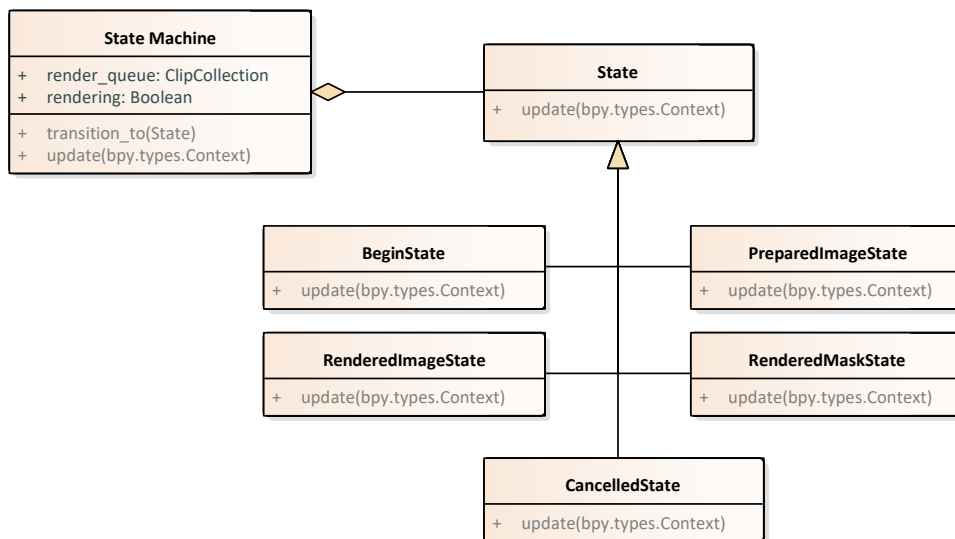 State Machine
+ render_queue: ClipCollection
+ rendering: Boolean
+ transition_to(State)
+ update(bpy.types.Context)
State
+ update(bpy.types.Context)
BeginState
+ update(bpy.types.Context)
PreparedImageState
+ update(bpy.types.Context)
RenderedImageState
+ update(bpy.types.Context)
RenderedMaskState
+ update(bpy.types.Context)
CancelledState
+ update(bpy.types.Context)